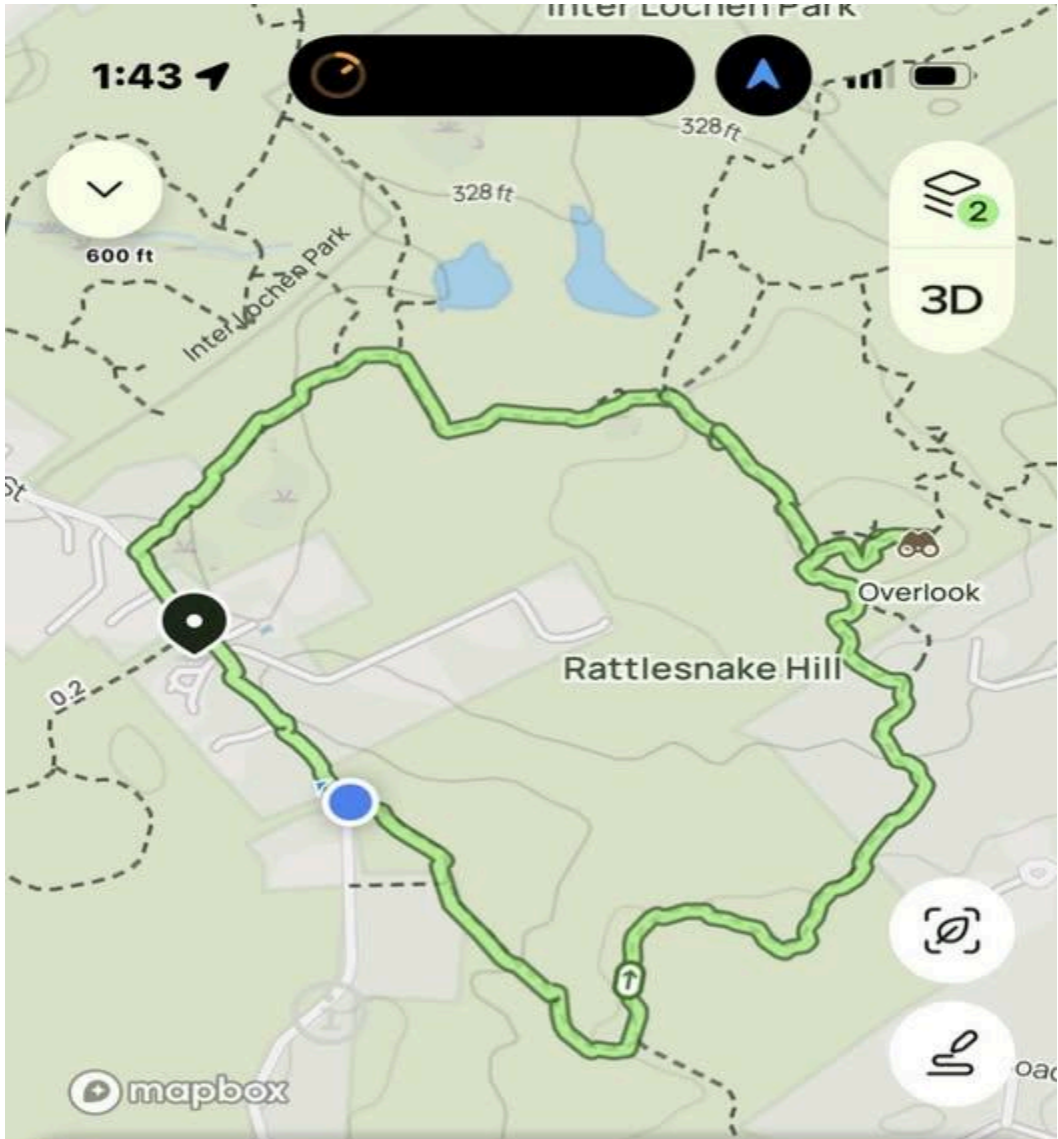 Inter Lochen Park
1:43
328 ft
328 ft
2
600 ft
3D
Inter Lochen Park
St
Overlook
Rattlesnake Hill
0.2
mapbox